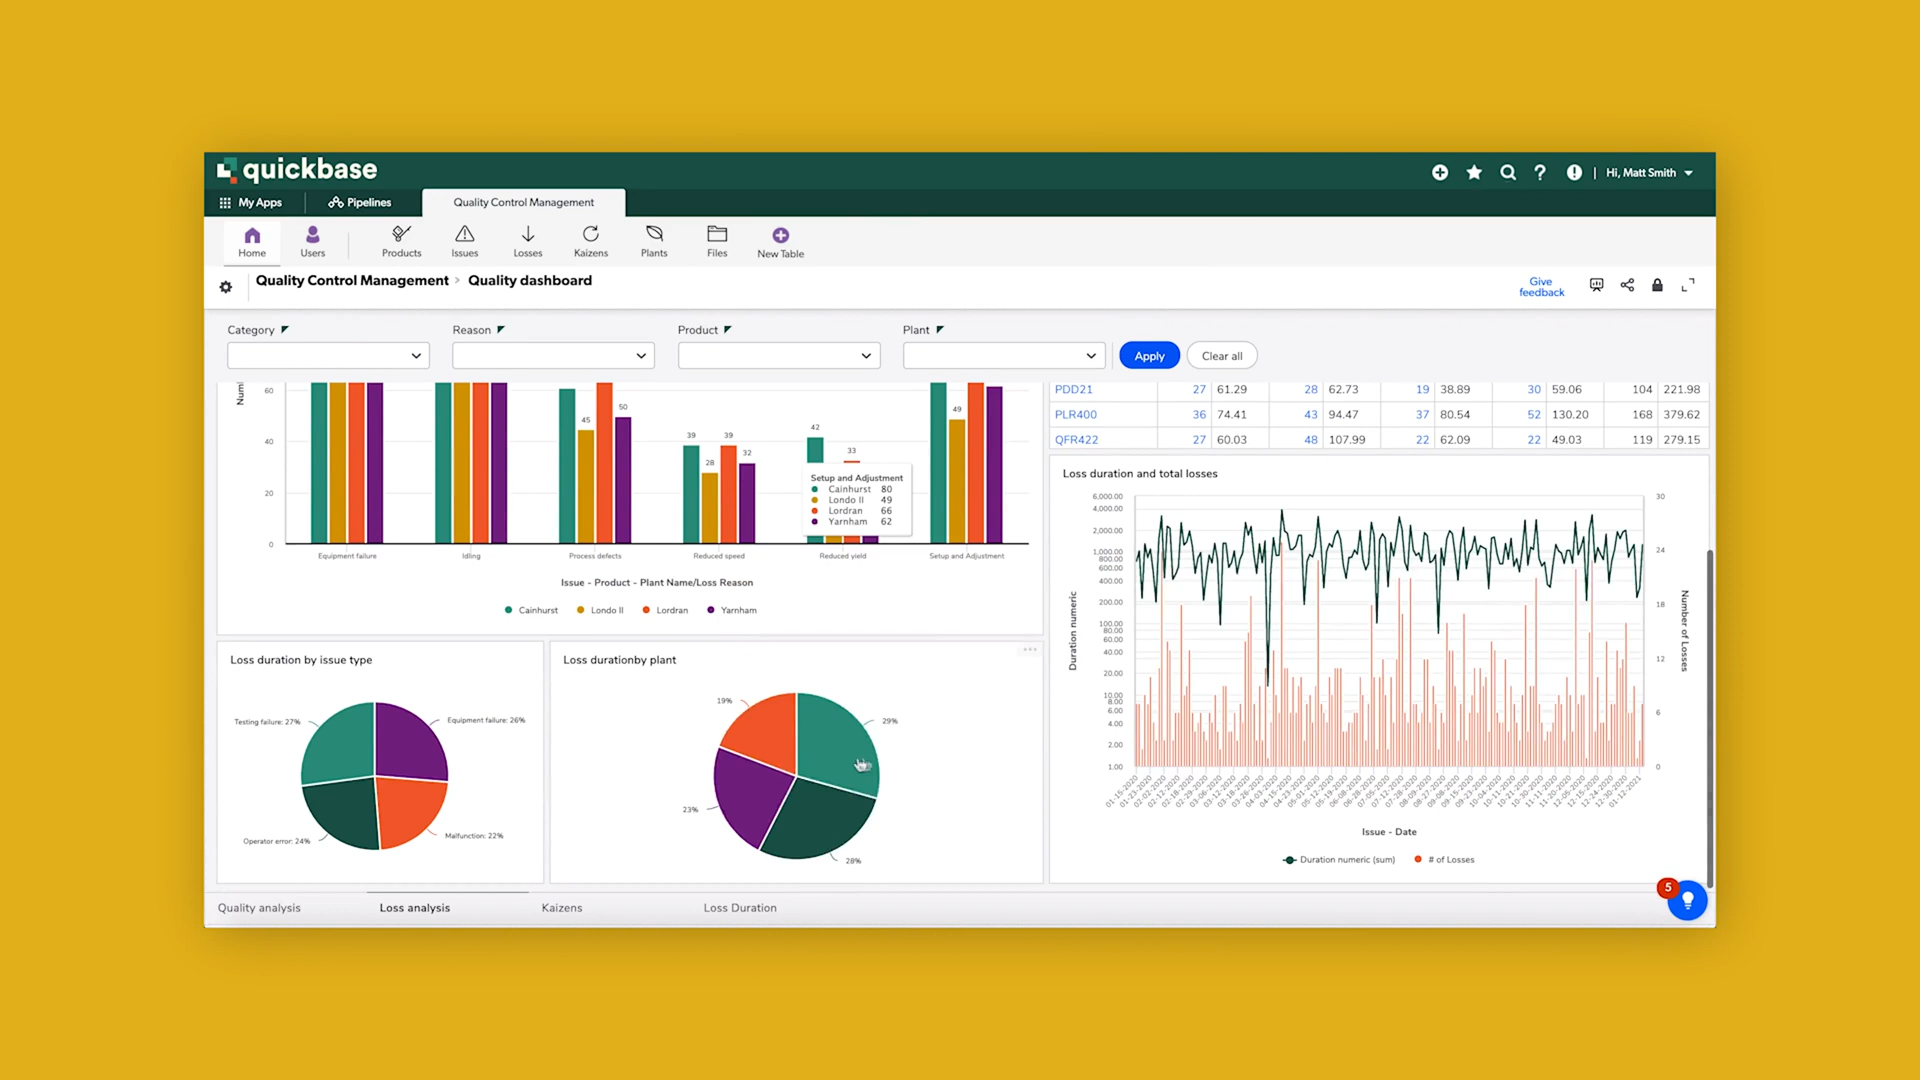 quickbase
Hi, Matt Smith
My Apps
Pipelines
Quality Control Management
Home
Users
Products
Issues
Losses
Kaizens
Plants
Files
New Table
Quality Control Management > Quality dashboard
Give
feedback
Category
Reason
Product
Plant
Apply
Clear all
60
40
20
0
45
50
39
28
39
32
42
33
49
Setup and Adjustment
Cainhurst 80
Londo II 49
Lordran 66
Yarnham 62
Equipment failure
Idling
Process defects
Reduced speed
Reduced yield
Setup and Adjustment
Issue - Product - Plant Name/Loss Reason
Cainhurst
Londo II
Lordran
Yarnham
PDD21 27 61.29 28 62.73 19 38.89 30 59.06 104 221.98
PLR400 36 74.41 43 94.47 37 80.54 52 130.20 168 379.62
QFR422 27 60.03 48 107.99 22 62.09 22 49.03 119 279.15
Loss duration by issue type
Testing failure: 27%
Equipment failure: 26%
Operator error: 24%
Malfunction: 22%
Loss durationby plant
19%
29%
23%
28%
Loss duration and total losses
Duration numeric
6,000.00
4,000.00
2,000.00
1,000.00
800.00
600.00
400.00
200.00
100.00
80.00
60.00
40.00
20.00
10.00
8.00
6.00
4.00
2.00
1.00
30
24
18
12
6
0
Number of Losses
Issue - Date
Duration numeric (sum)
# of Losses
Quality analysis
Loss analysis
Kaizens
Loss Duration
5